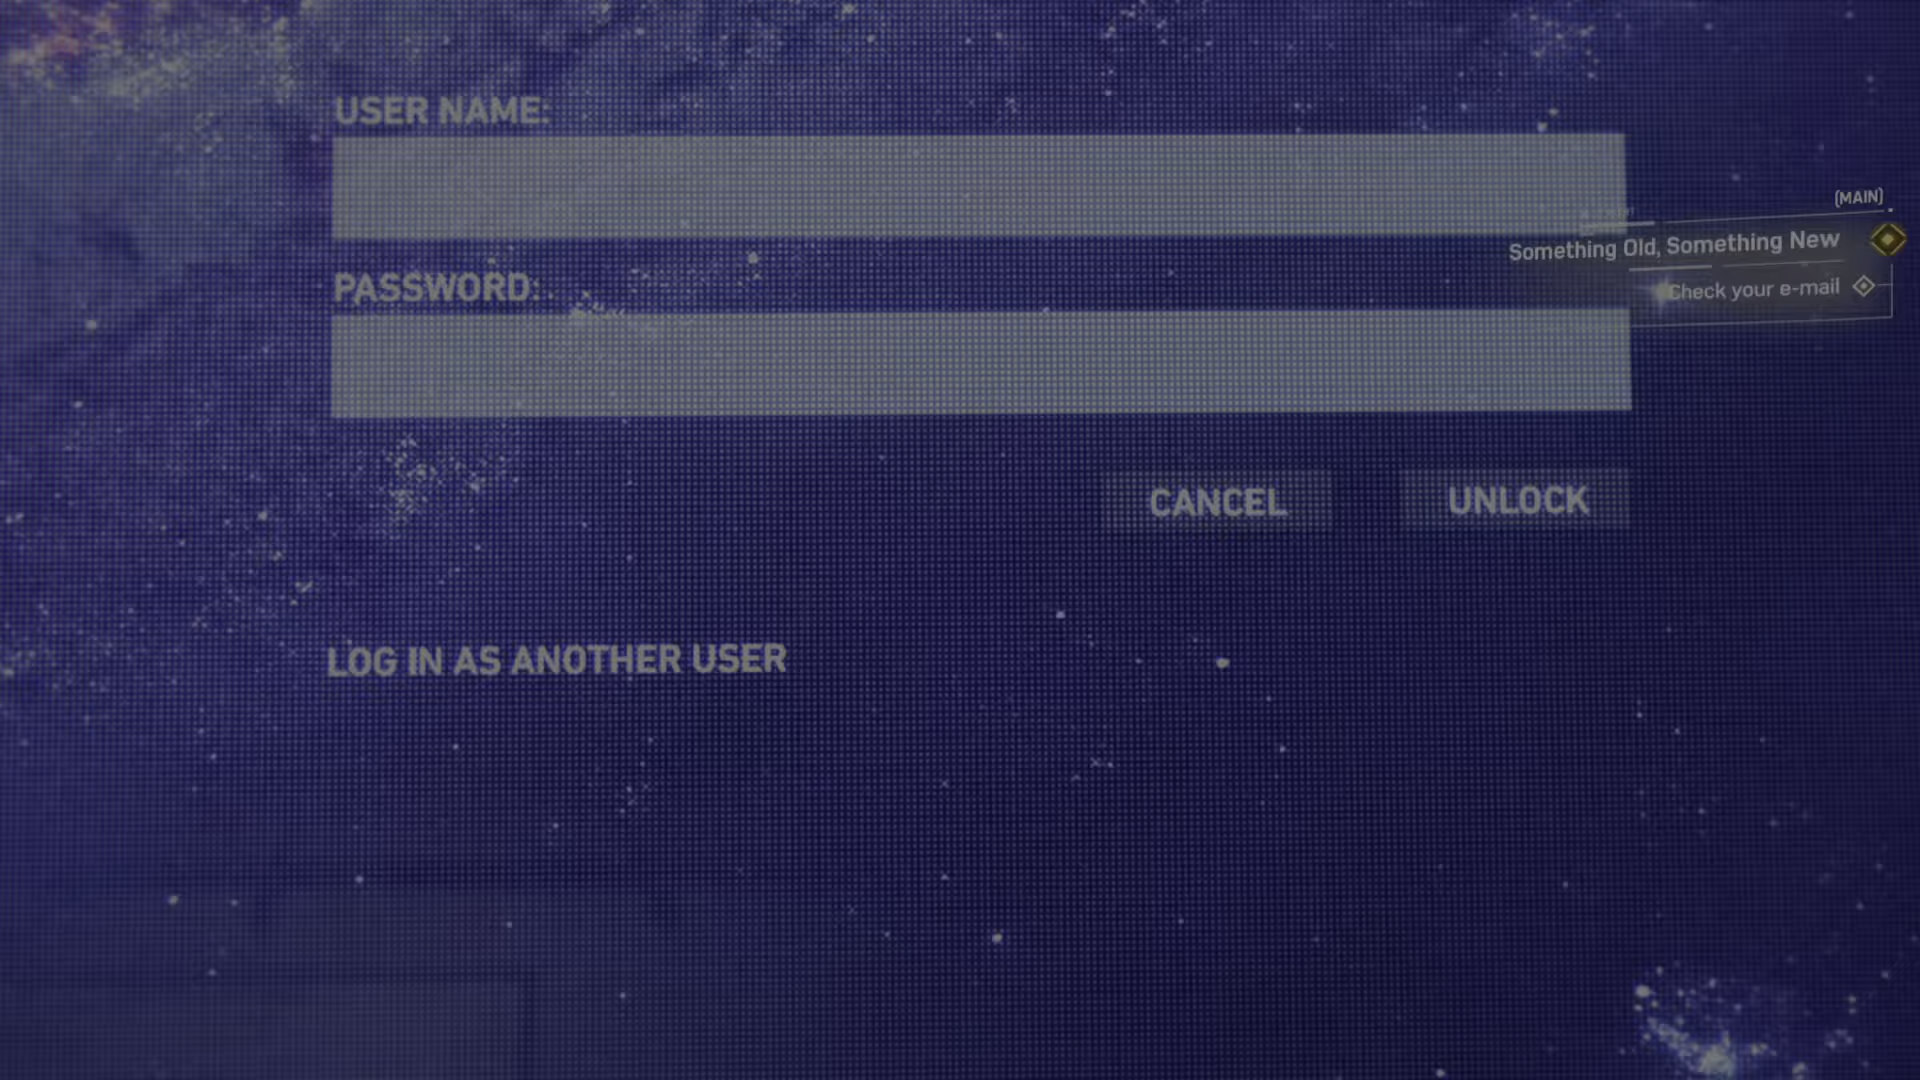 USER NAME:
(MAIN)
Something Old, Something New
PASSWORD:
Check your e-mail
CANCEL
UNLOCK
LOG IN AS ANOTHER USER